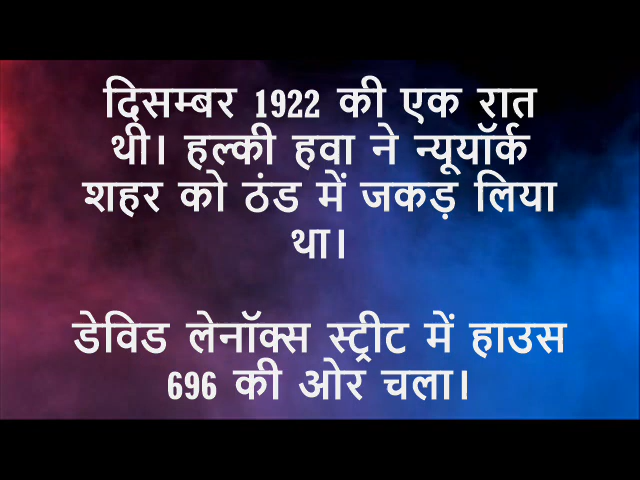 दिसम्बर 1922 की एक रात
थी। हल्की हवा ने न्यूयॉर्क
शहर को ठंड में जकड़ लिया
था।
डेविड लेनॉक्स स्ट्रीट में हाउस
696 की ओर चला।